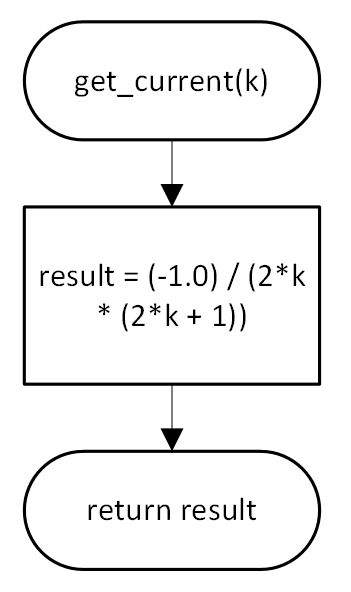 get_current(k)
result = (-1.0) / (2*k
* (2*k + 1))
return result